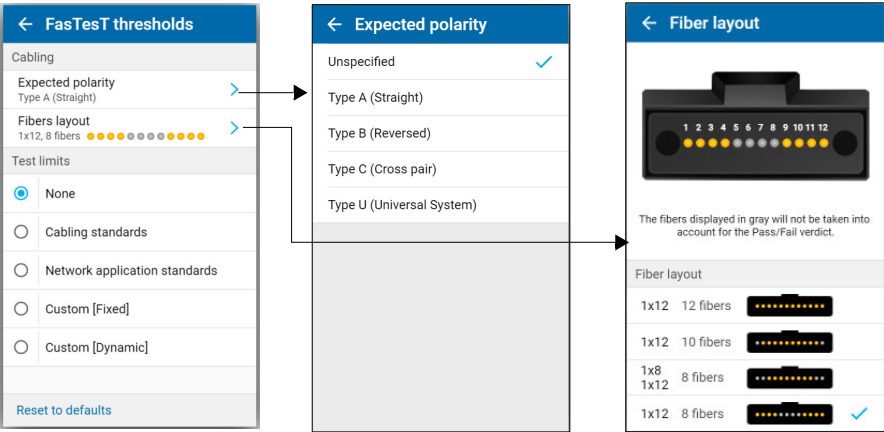 FasTesT thresholds
Cabling
Expected polarity
Type A (Straight)
Fibers layout
1x12, 8 fibers
Test limits
None
Cabling standards
Network application standards
Custom [Fixed]
Custom [Dynamic]
Reset to defaults
Expected polarity
Unspecified
Type A (Straight)
Type B (Reversed)
Type C (Cross pair)
Type U (Universal System)
Fiber layout
1 2 3 4 5 6 7 8 9 10 11 12
The fibers displayed in gray will not be taken into
account for the Pass/Fail verdict.
Fiber layout
1x12 12 fibers
1x12 10 fibers
1x8
1x12 8 fibers
1x12 8 fibers